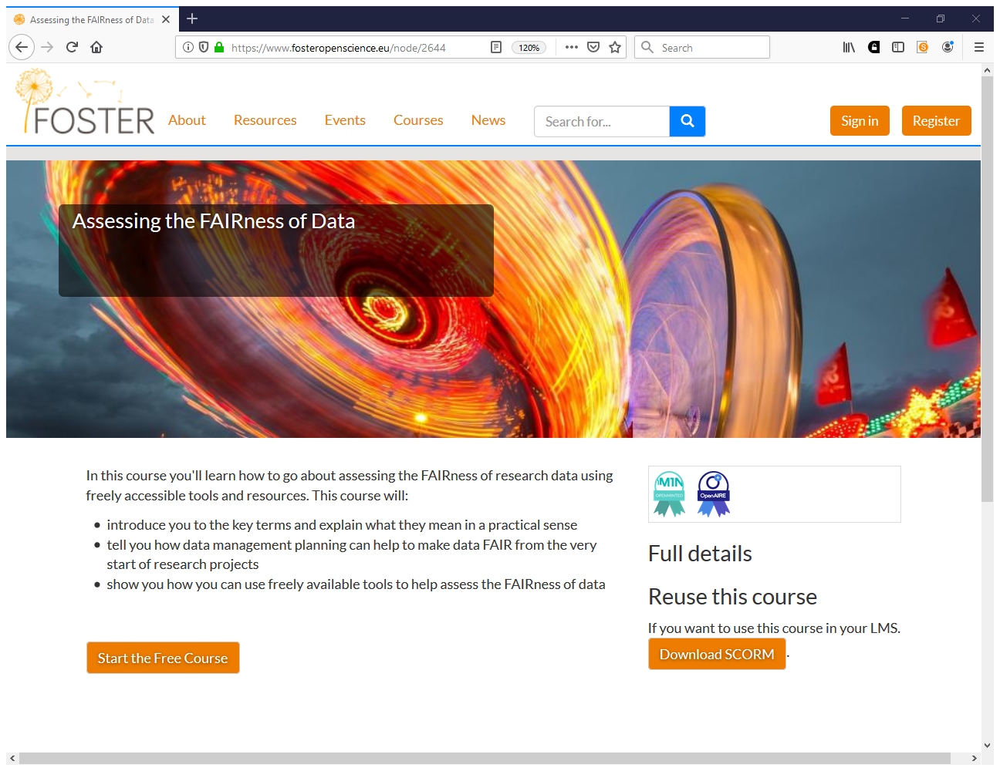 Assessing the FAIRness of Data
https://www.fosteropenscience.eu/node/2644
120%
Search
FOSTER
About
Resources
Events
Courses
News
Search for...
Sign in
Register
Assessing the FAIRness of Data
In this course you'll learn how to go about assessing the FAIRness of research data using
freely accessible tools and resources. This course will:
introduce you to the key terms and explain what they mean in a practical sense
tell you how data management planning can help to make data FAIR from the very
start of research projects
show you how you can use freely available tools to help assess the FAIRness of data
Start the Free Course
OPENMINTED
OpenAIRE
Full details
Reuse this course
If you want to use this course in your LMS.
Download SCORM.